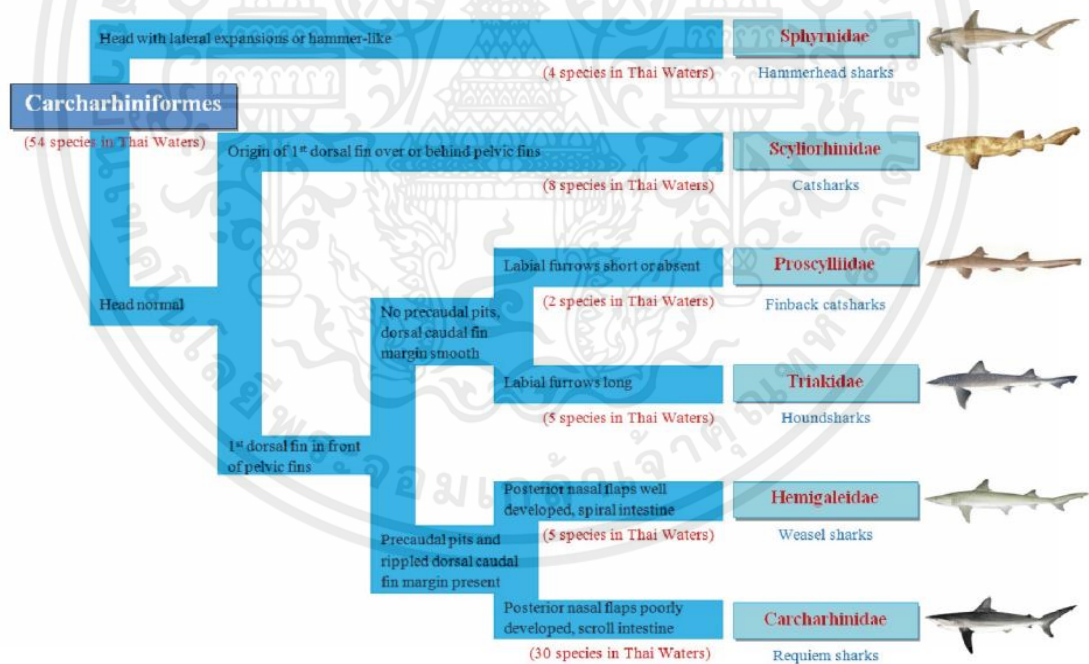 Head with lateral expansions or hammer-like
Sphyrnidae
(4 species in Thai Waters)
Hammerhead sharks
Carcharhiniformes
(54 species in Thai Waters)
Origin of 1st dorsal fin over or behind pelvic fins
Scyliorhinidae
(8 species in Thai Waters)
Catsharks
Head normal
Labial furrows short or absent
Proscylliidae
(2 species in Thai Waters)
Finback catsharks
No precaudal pits,
dorsal caudal fin
margin smooth
Labial furrows long
Triakidae
(5 species in Thai Waters)
Houndsharks
1st dorsal fin in front
of pelvic fins
Posterior nasal flaps well
developed, spiral intestine
Hemigaleidae
(5 species in Thai Waters)
Weasel sharks
Precaudal pits and
rippled dorsal caudal
fin margin present
Posterior nasal flaps poorly
developed, scroll intestine
Carcharhinidae
(30 species in Thai Waters)
Requiem sharks